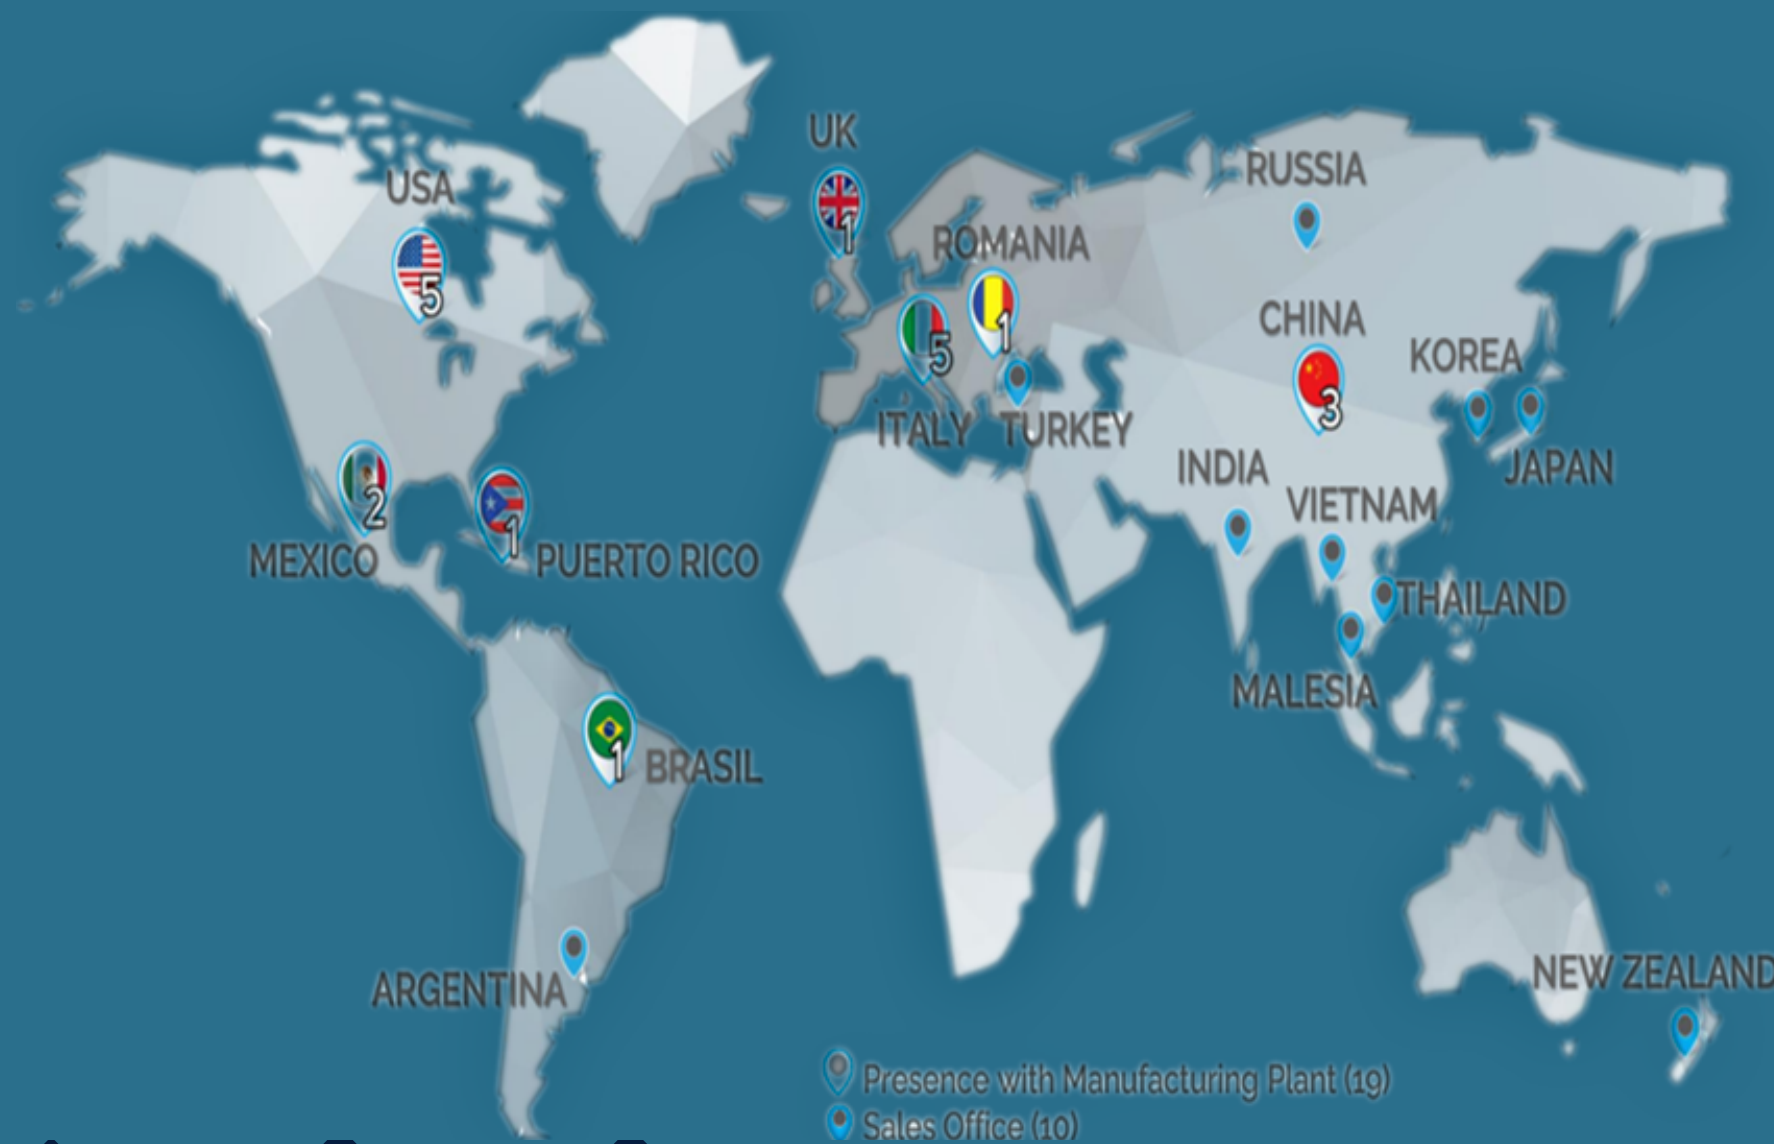 UK
RUSSIA
USA
1
ROMANIA
5
CHINA
1
5
KOREA
3
ITALY
TURKEY
INDIA
JAPAN
2
VIETNAM
1
MEXICO
PUERTO RICO
THAILAND
MALESIA
1
BRASIL
NEW ZEALAND
ARGENTINA
Presence with Manufacturing Plant (19)
Sales Office (10)